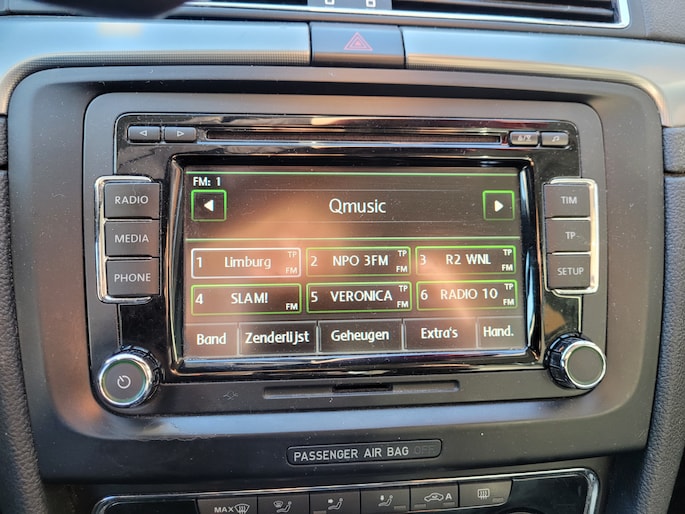 RADIO
MEDIA
PHONE
FM: 1
Qmusic
1 Limburg TP FM
2 NPO 3FM TP FM
3 R2 WNL TP FM
4 SLAM! FM
5 VERONICA TP FM
6 RADIO 10 TP FM
Band Zenderlijst Geheugen Extra's Hand.
TIM
TP
SETUP
PASSENGER AIR BAG OFF
MAX
A